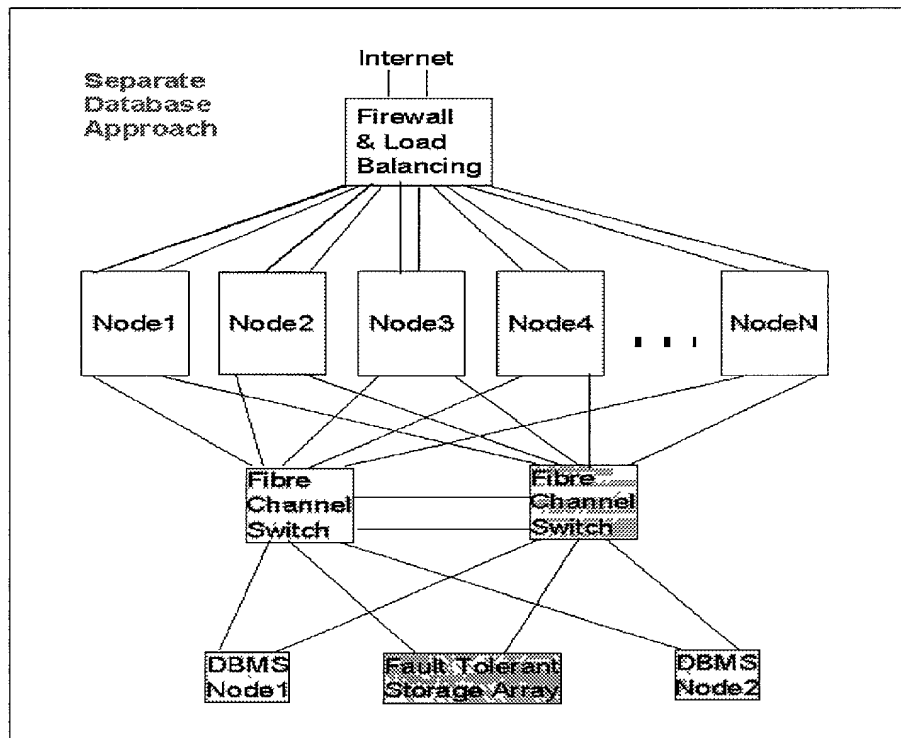 Internet
Separate
Database
Approach
Firewall
& Load
Balancing
Node1
Node2
Node3
Node4
NodeN
Fibre
Channel
Switch
Fibre
Channel
Switch
DBMS
Node1
Fault Tolerant
Storage Array
DBMS
Node2